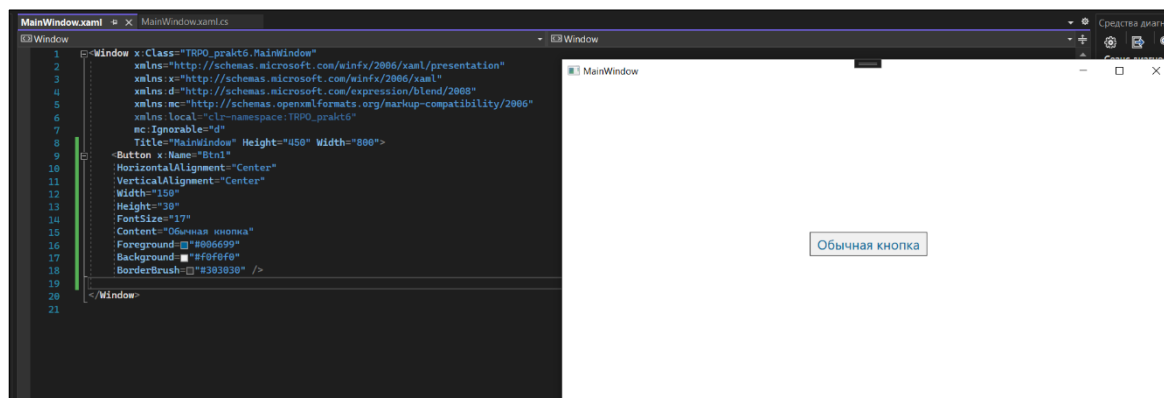 MainWindow.xaml MainWindow.xaml.cs
Window Window
1 <Window x:Class="TRPO_prakt6.MainWindow"
2 xmlns="http://schemas.microsoft.com/winfx/2006/xaml/presentation"
3 xmlns:x="http://schemas.microsoft.com/winfx/2006/xaml"
4 xmlns:d="http://schemas.microsoft.com/expression/blend/2008"
5 xmlns:mc="http://schemas.openxmlformats.org/markup-compatibility/2006"
6 xmlns:local="clr-namespace:TRPO_prakt6"
7 mc:Ignorable="d"
8 Title="MainWindow" Height="450" Width="800">
9 <Button x:Name="Btn1"
10 HorizontalAlignment="Center"
11 VerticalAlignment="Center"
12 Width="150"
13 Height="30"
14 FontSize="17"
15 Content="Обычная кнопка"
16 Foreground="#006699"
17 Background="#f0f0f0"
18 BorderBrush="#303030" />
19
20 </Window>
21
Средства
MainWindow
Обычная кнопка